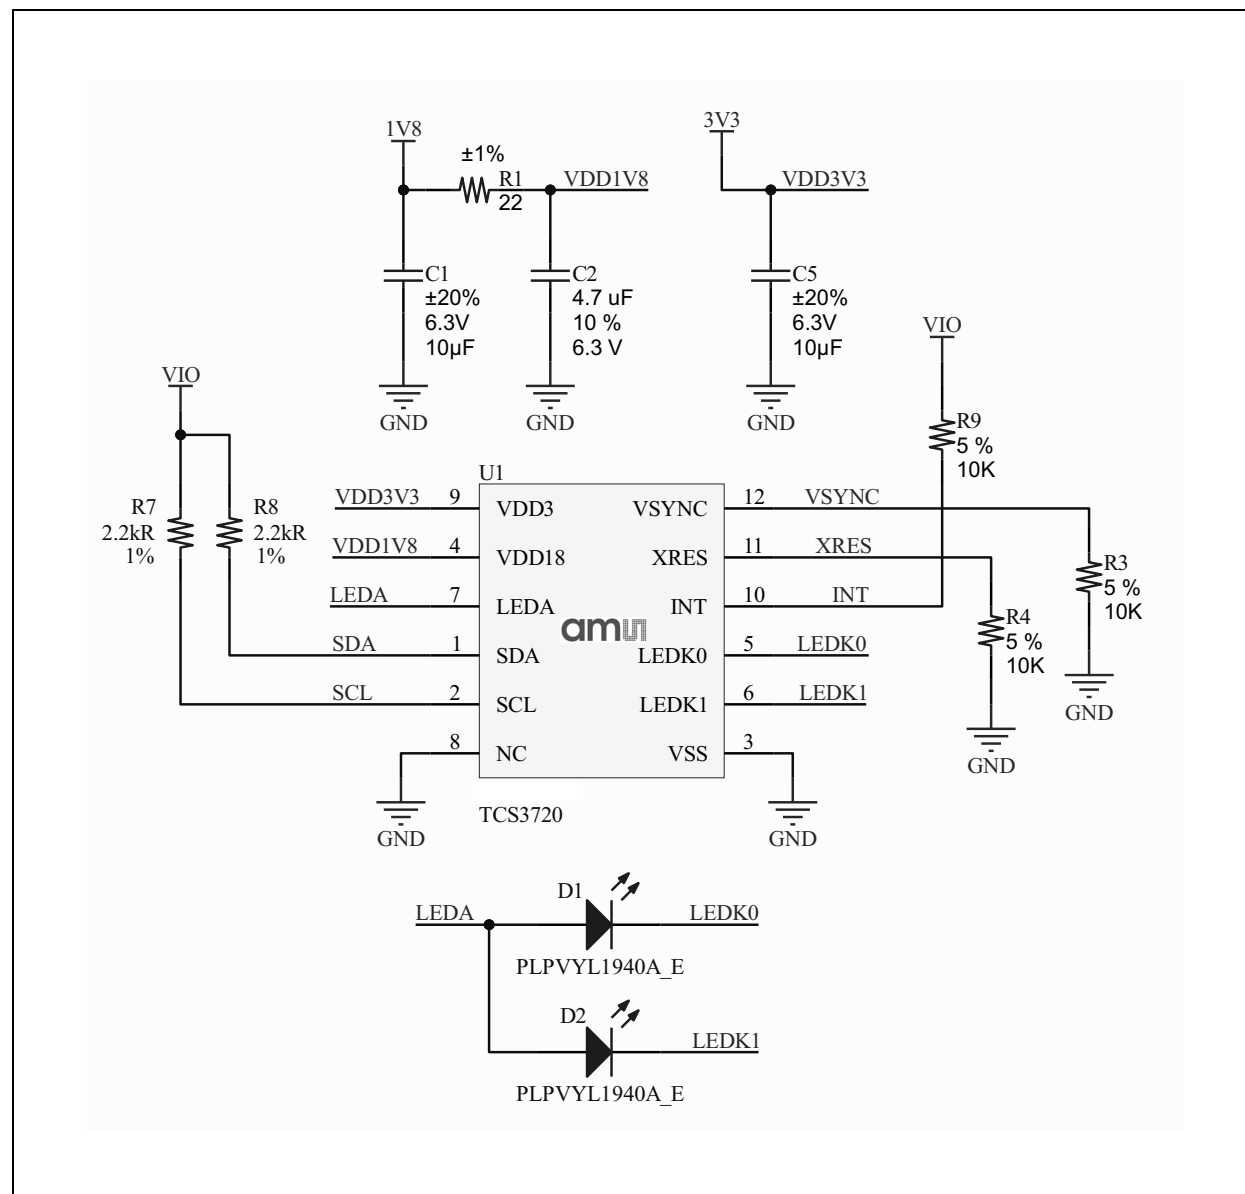 1V8
±1%
R1
22
VDD1V8
C1
±20%
6.3V
10µF
GND
C2
4.7 uF
10 %
6.3 V
GND
3V3
VDD3V3
C5
±20%
6.3V
10µF
GND
VIO
R9
5 %
10K
VIO
R7
2.2kR
1%
R8
2.2kR
1%
U1
VDD3V3 9 VDD3
VDD1V8 4 VDD18
LEDA 7 LEDA
SDA 1 SDA
SCL 2 SCL
8 NC
GND
am
VSYNC 12 VSYNC
XRES 11 XRES
INT 10 INT
LEDK0 5 LEDK0
LEDK1 6 LEDK1
VSS 3
GND
TCS3720
R3
5 %
10K
GND
R4
5 %
10K
GND
LEDA
D1
LEDK0
PLPVYL1940A_E
D2
LEDK1
PLPVYL1940A_E